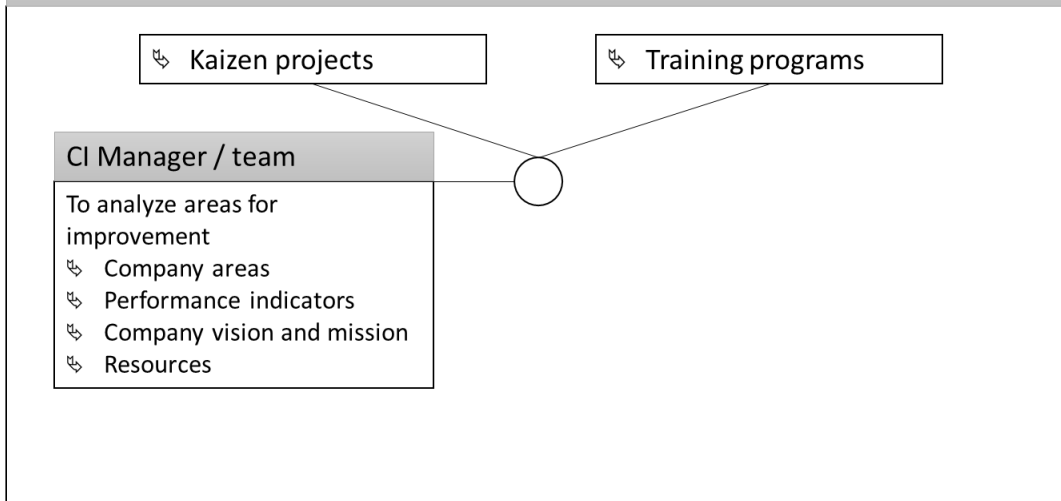 Kaizen projects
Training programs
CI Manager / team
To analyze areas for
improvement
Company areas
Performance indicators
Company vision and mission
Resources